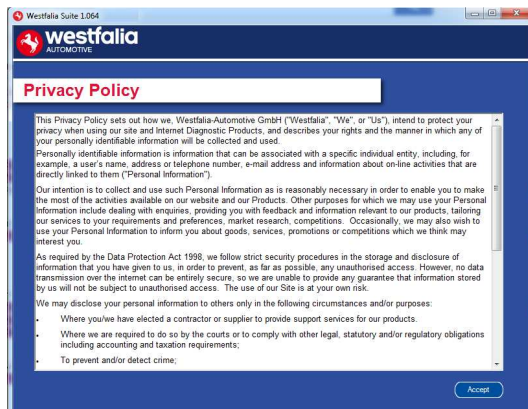 Westfalia Suite 1.064
westfalia
AUTOMOTIVE
Privacy Policy
This Privacy Policy sets out how we, Westfalia-Automotive GmbH ("Westfalia", "We", or "Us"), intend to protect your
privacy when using our site and Internet Diagnostic Products, and describes your rights and the manner in which any of
your personally identifiable information will be collected and used.
Personally identifiable information is information that can be associated with a specific individual entity, including, for
example, a user's name, address or telephone number, e-mail address and information about on-line activities that are
directly linked to them ("Personal Information").
Our intention is to collect and use such Personal Information as is reasonably necessary in order to enable you to make
the most of the activities available on our website and our Products. Other purposes for which we may use your Personal
Information include dealing with enquiries, providing you with feedback and information relevant to our products, tailoring
our services to your requirements and preferences, market research, competitions. Occasionally, we may also wish to
use your Personal Information to inform you about goods, services, promotions or competitions which we think may
interest you.
As required by the Data Protection Act 1998, we follow strict security procedures in the storage and disclosure of
information that you have given to us, in order to prevent, as far as possible, any unauthorised access. However, no data
transmission over the internet can be entirely secure, so we are unable to provide any guarantee that information stored
by us will not be subject to unauthorised access. The use of our Site is at your own risk.
We may disclose your personal information to others only in the following circumstances and/or purposes:
• Where you/we have elected a contractor or supplier to provide support services for our products.
• Where we are required to do so by the courts or to comply with other legal, statutory and/or regulatory obligations
including accounting and taxation requirements;
• To prevent and/or detect crime;
Accept